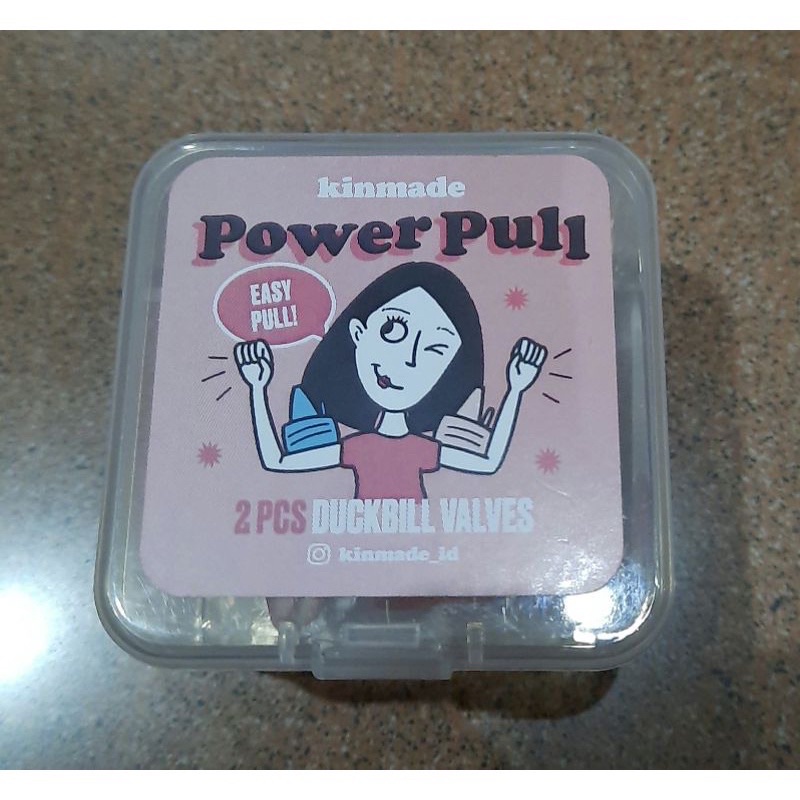 kinmade
Power Pull
EASY
PULL!
2 PCS DUCKBILL VALVES
kinmade_id